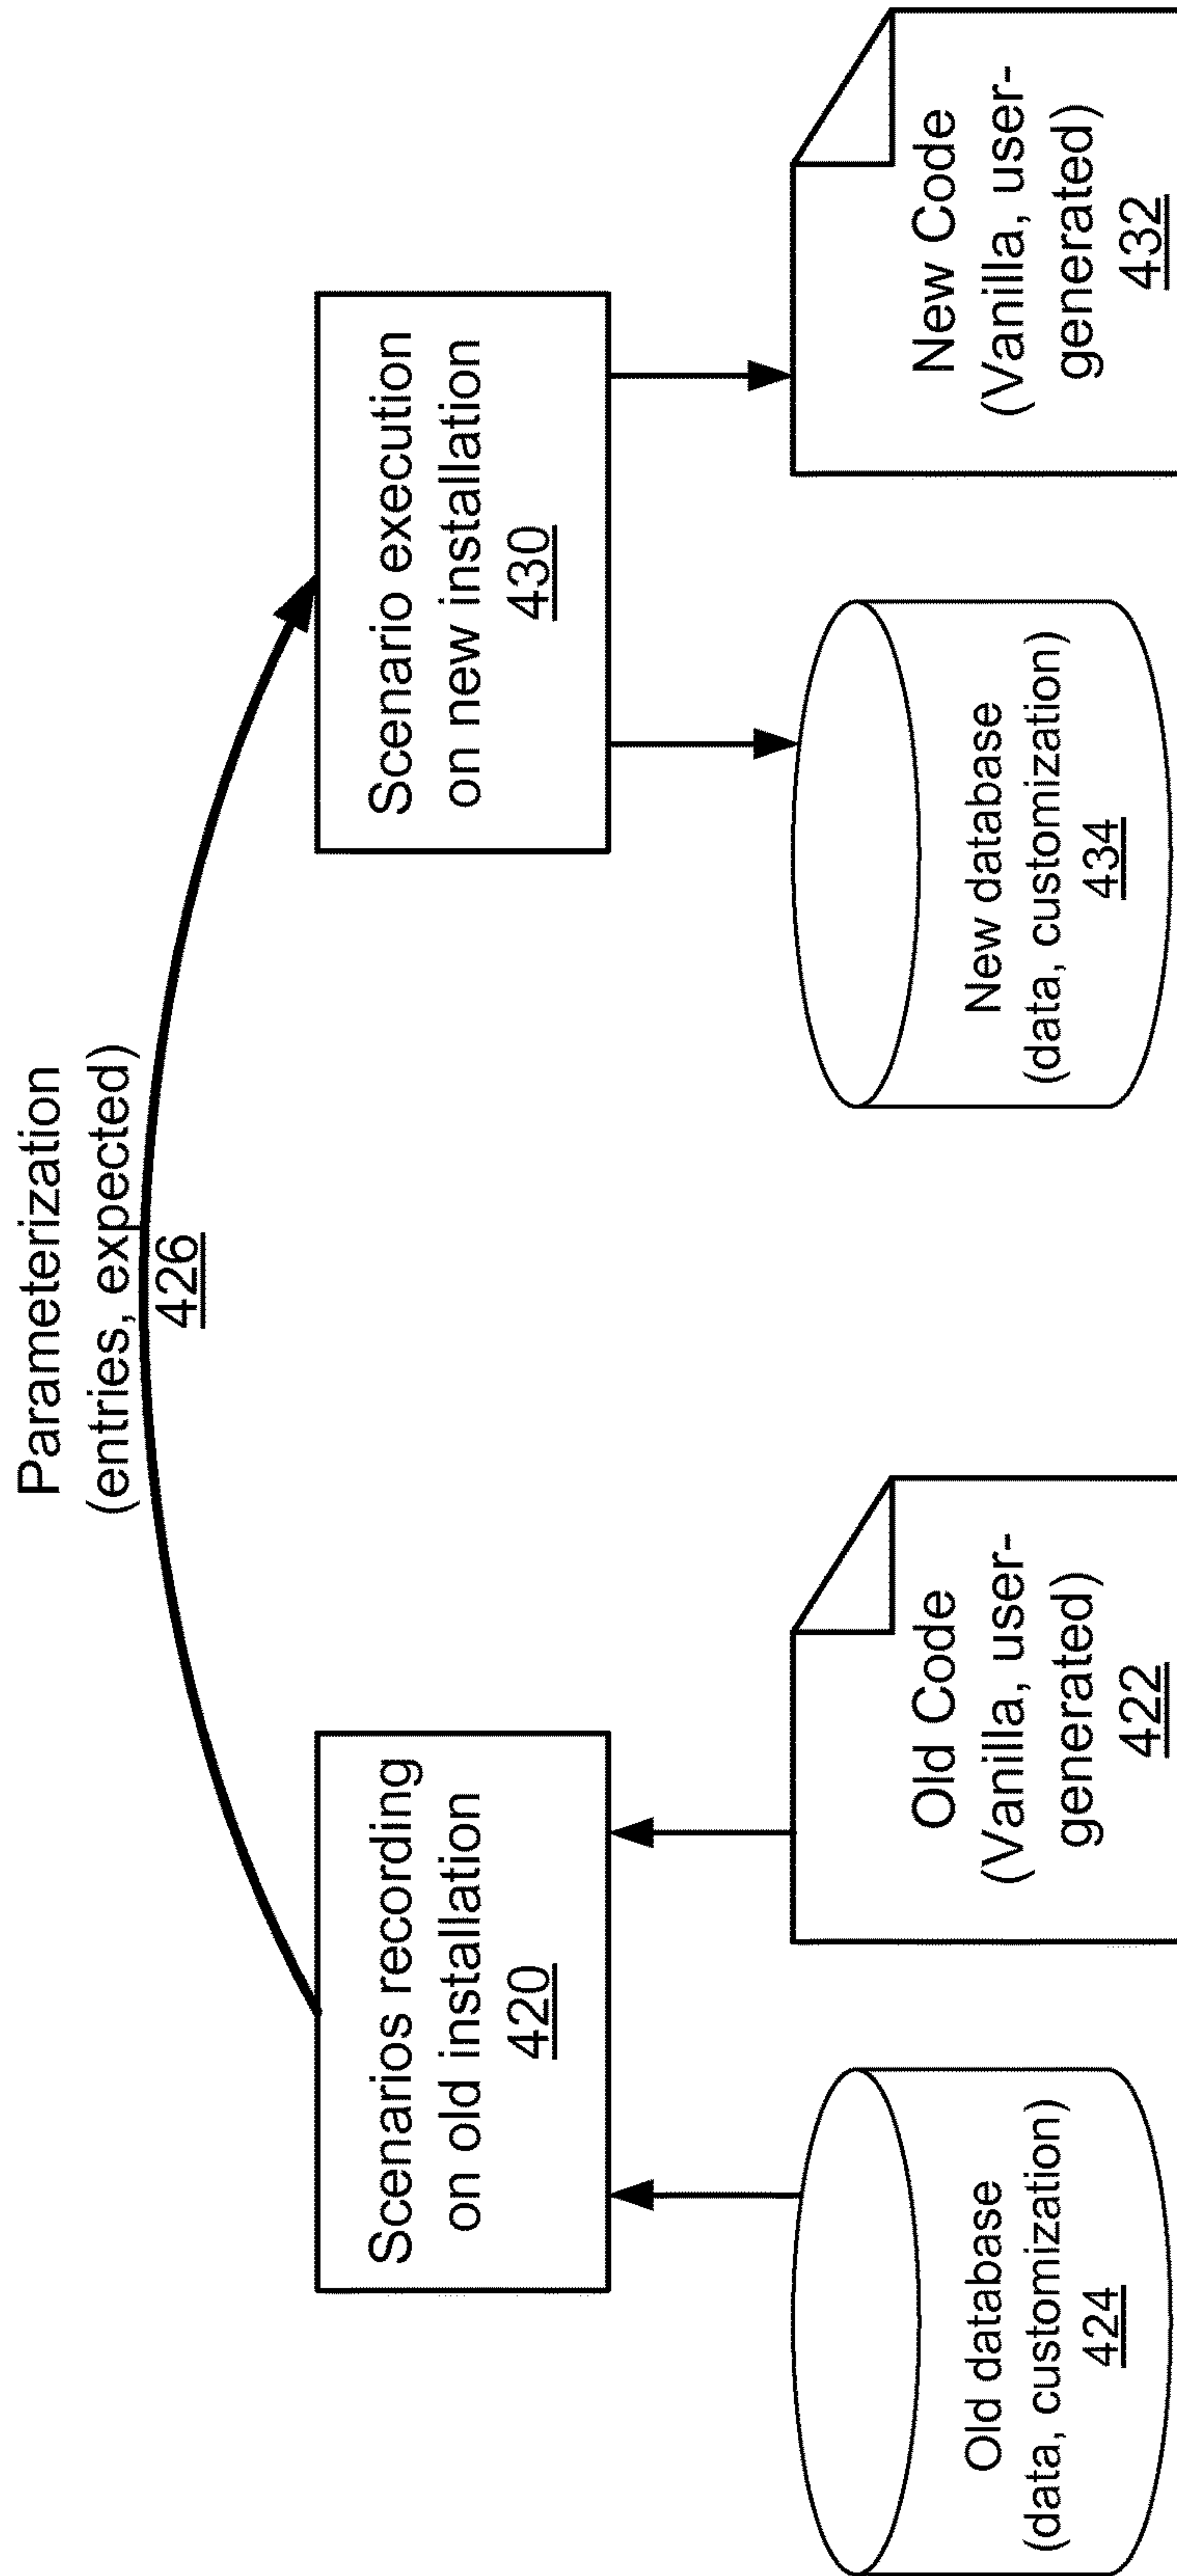 Parameterization
(entries, expected)
426
Scenarios recording
on old installation
420
Scenario execution
on new installation
430
Old database
(data, customization)
424
Old Code
(Vanilla, user-
generated)
422
New database
(data, customization)
434
New Code
(Vanilla, user-
generated)
432